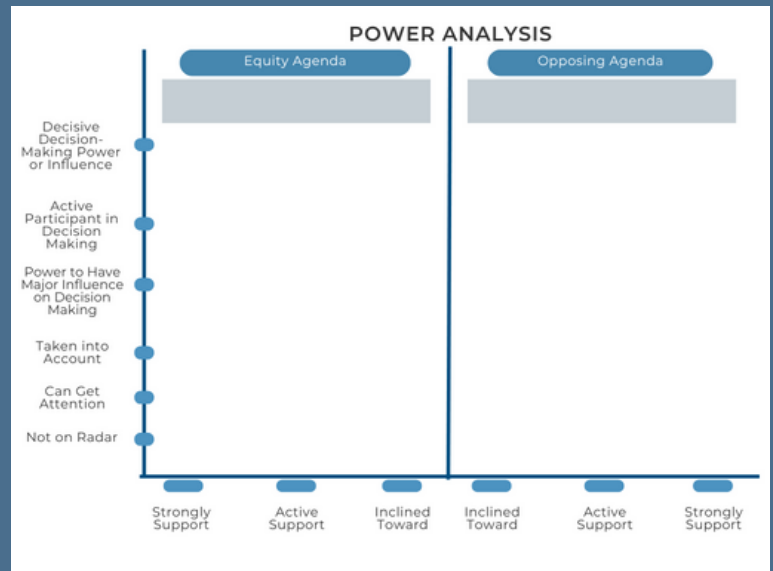 POWER ANALYSIS
Equity Agenda
Opposing Agenda
Decisive
Decision-
Making Power
or Influence
Active
Participant in
Decision
Making
Power to Have
Major Influence
on Decision
Making
Taken into
Account
Can Get
Attention
Not on Radar
Strongly
Support
Active
Support
Inclined
Toward
Inclined
Toward
Active
Support
Strongly
Support